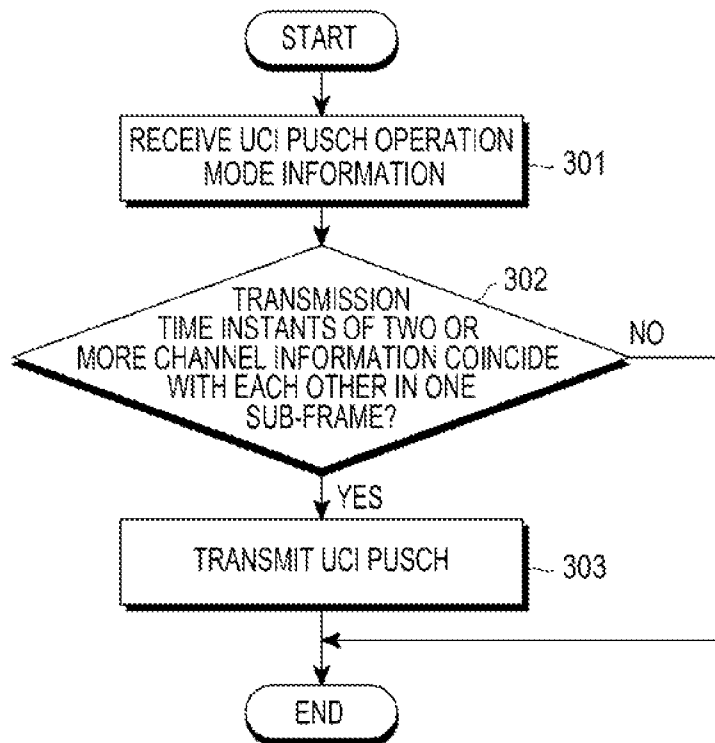 START
RECEIVE UCI PUSCH OPERATION
MODE INFORMATION
301
302
TRANSMISSION
TIME INSTANTS OF TWO OR
MORE CHANNEL INFORMATION COINCIDE
WITH EACH OTHER IN ONE
SUB-FRAME?
NO
YES
TRANSMIT UCI PUSCH
303
END